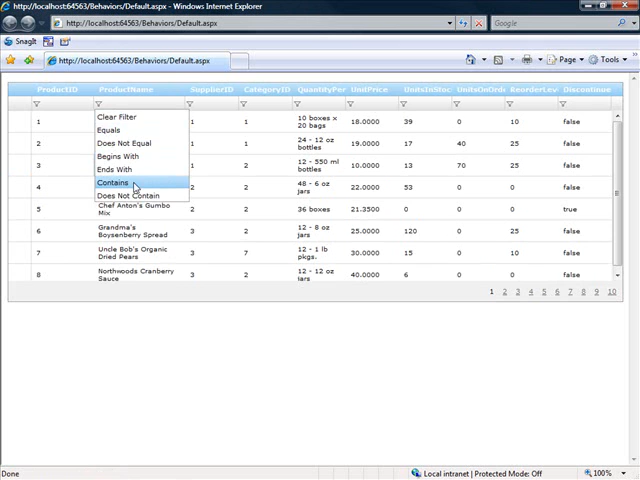 http://localhost:64563/Behaviors/Default.aspx - Windows Internet Explorer
http://localhost:64563/Behaviors/Default.aspx
Google
SnagIt
http://localhost:64563/Behaviors/Default.aspx
Page
Tools
ProductID ProductName SupplierID CategoryID QuantityPer UnitPrice UnitsInStoc UnitsOnOrd ReorderLev Discontinue
Clear Filter
Equals
Does Not Equal
Begins With
Ends With
Contains
Does Not Contain
1 1 1 10 boxes x 20 bags 18.0000 39 0 10 false
2 1 1 24 - 12 oz bottles 19.0000 17 40 25 false
3 1 2 12 - 550 ml bottles 10.0000 13 70 25 false
4 2 2 48 - 6 oz jars 22.0000 53 0 0 false
5 Chef Anton's Gumbo Mix 2 2 36 boxes 21.3500 0 0 0 true
6 Grandma's Boysenberry Spread 3 2 12 - 8 oz jars 25.0000 120 0 25 false
7 Uncle Bob's Organic Dried Pears 3 7 12 - 1 lb pkgs. 30.0000 15 0 10 false
8 Northwoods Cranberry Sauce 3 2 12 - 12 oz jars 40.0000 6 0 0 false
1 2 3 4 5 6 7 8 9 10
Done
Local intranet | Protected Mode: Off
100%